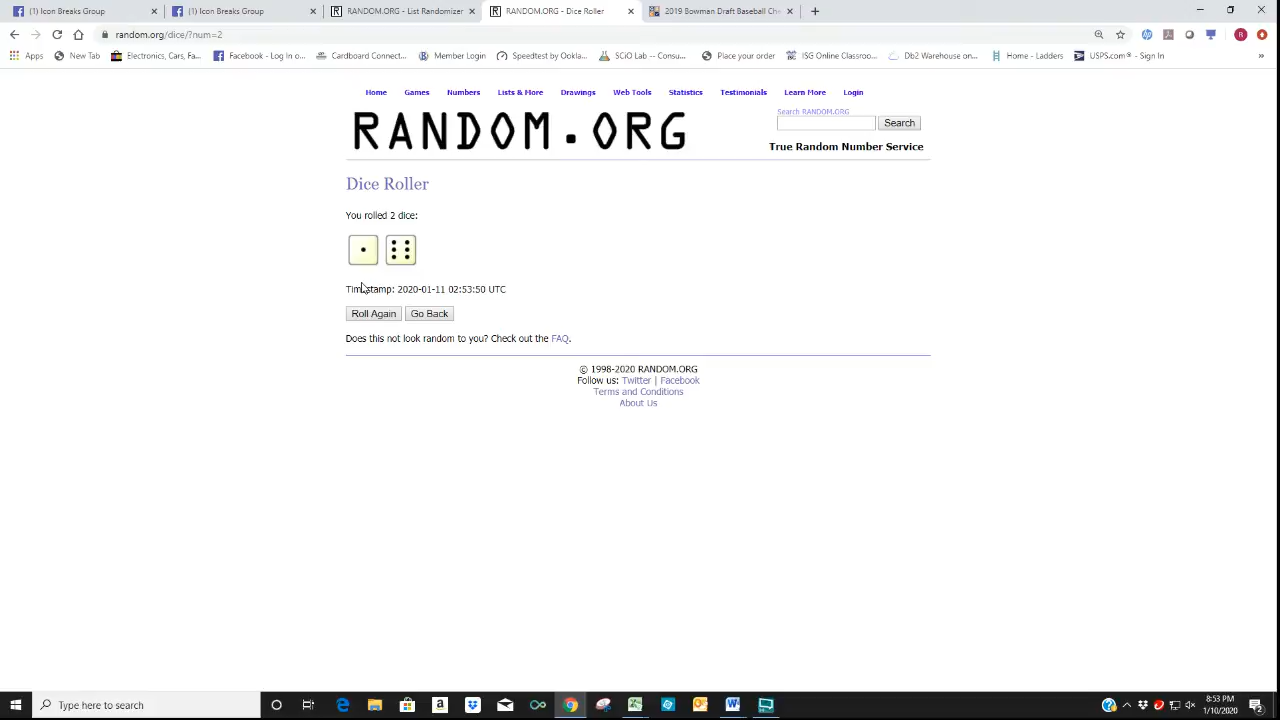 (1) Icon Breaks Group
(1) Icon Breaks Group
RANDOM.ORG - List Randomizer
RANDOM.ORG - Dice Roller
2019 Bowman Draft Baseball Che
random.org/dice/?num=2
Apps
New Tab
Electronics, Cars, Fa...
Facebook - Log In o...
Cardboard Connect...
Member Login
Speedtest by Ookla...
SCiO Lab -- Consu...
Place your order
ISG Online Classroo...
Db2 Warehouse on...
Home - Ladders
USPS.com® - Sign In
»
Home Games Numbers Lists & More Drawings Web Tools Statistics Testimonials Learn More Login
RANDOM.ORG
Search RANDOM.ORG
Search
True Random Number Service
Dice Roller
You rolled 2 dice:
Timestamp: 2020-01-11 02:53:50 UTC
Roll Again Go Back
Does this not look random to you? Check out the FAQ.
© 1998-2020 RANDOM.ORG
Follow us: Twitter | Facebook
Terms and Conditions
About Us
Type here to search
8:53 PM
1/10/2020